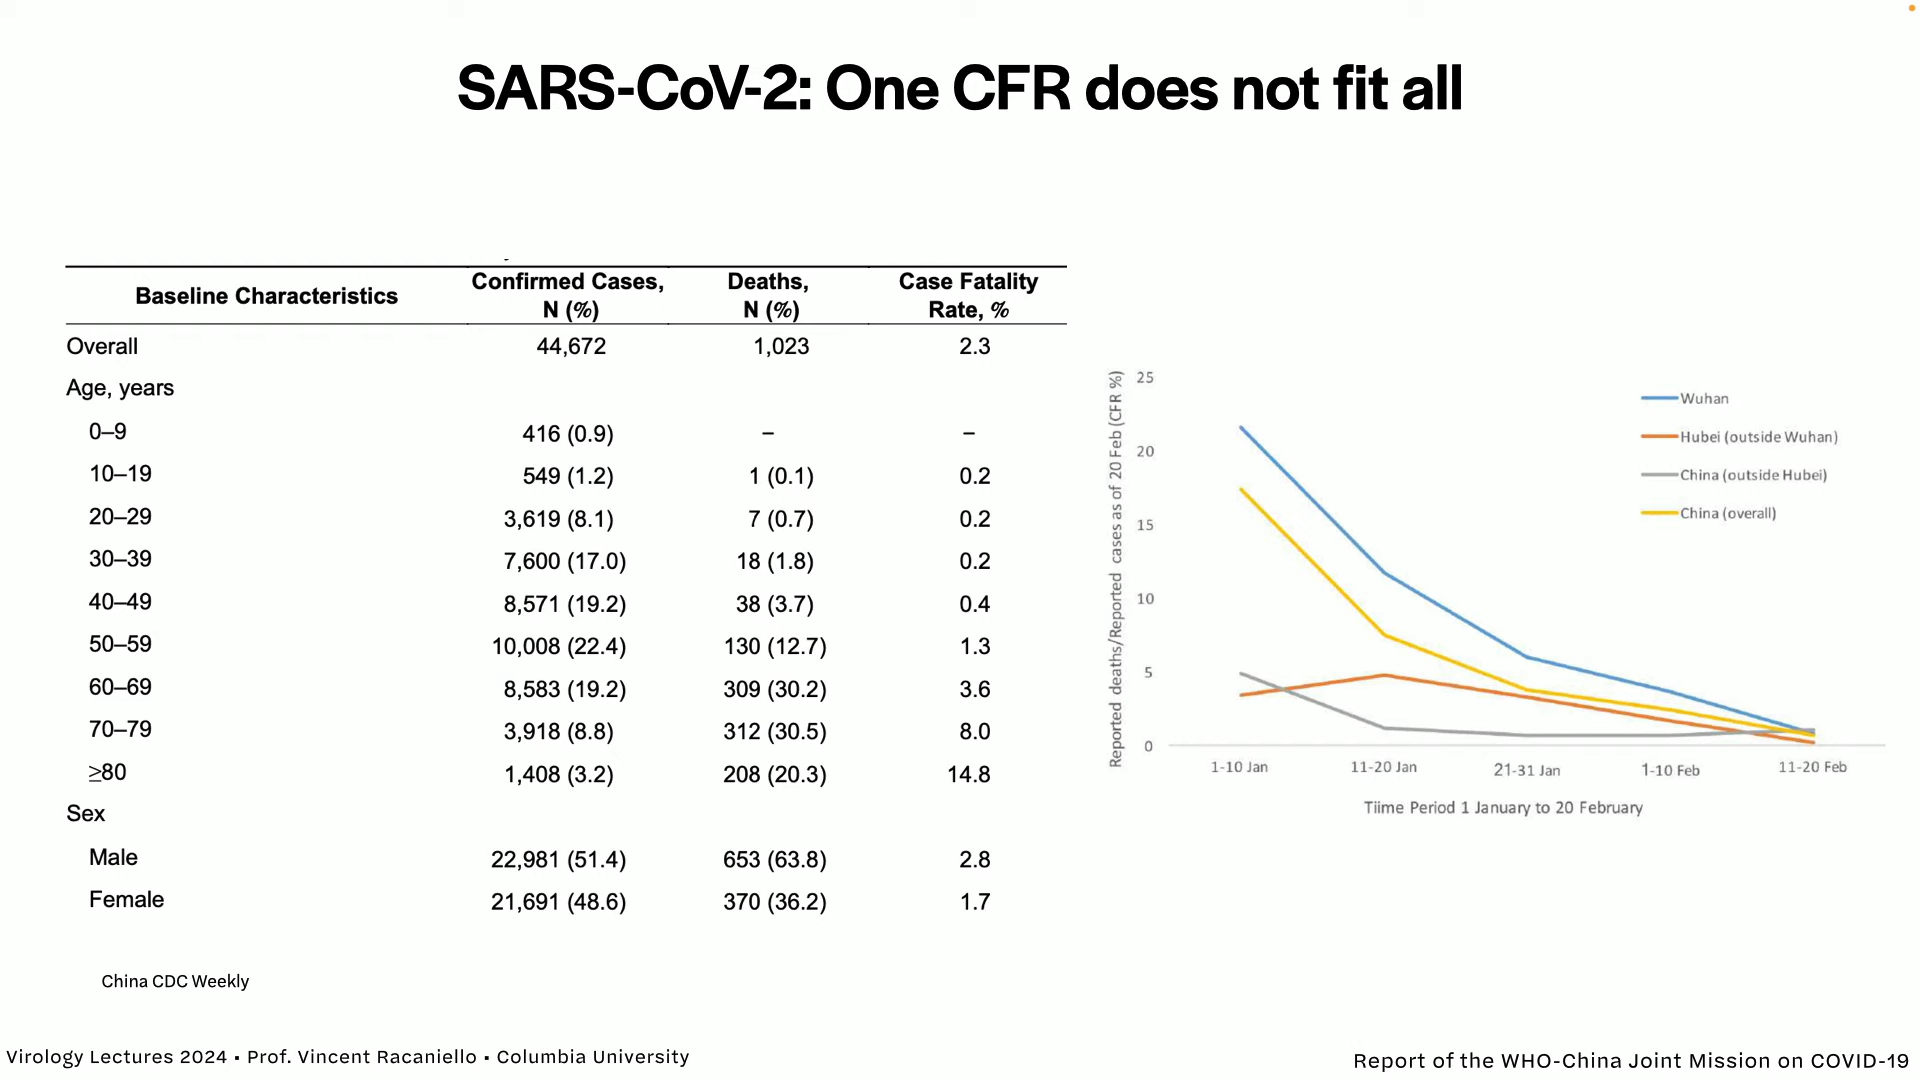 SARS-CoV-2: One CFR does not fit all
Baseline Characteristics Confirmed Cases, N (%) Deaths, N (%) Case Fatality Rate, %
Overall 44,672 1,023 2.3
Age, years
0–9 416 (0.9) – –
10–19 549 (1.2) 1 (0.1) 0.2
20–29 3,619 (8.1) 7 (0.7) 0.2
30–39 7,600 (17.0) 18 (1.8) 0.2
40–49 8,571 (19.2) 38 (3.7) 0.4
50–59 10,008 (22.4) 130 (12.7) 1.3
60–69 8,583 (19.2) 309 (30.2) 3.6
70–79 3,918 (8.8) 312 (30.5) 8.0
≥80 1,408 (3.2) 208 (20.3) 14.8
Sex
Male 22,981 (51.4) 653 (63.8) 2.8
Female 21,691 (48.6) 370 (36.2) 1.7
China CDC Weekly
Reported deaths/Reported cases as of 20 Feb (CFR %)
25
20
15
10
5
0
Wuhan
Hubei (outside Wuhan)
China (outside Hubei)
China (overall)
1-10 Jan 11-20 Jan 21-31 Jan 1-10 Feb 11-20 Feb
Tiime Period 1 January to 20 February
Virology Lectures 2024 • Prof. Vincent Racaniello • Columbia University
Report of the WHO-China Joint Mission on COVID-19